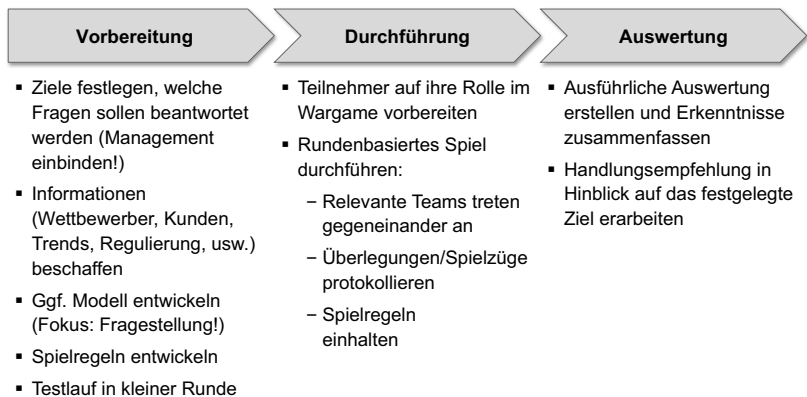 Vorbereitung
Durchführung
Auswertung
▪ Ziele festlegen, welche
Fragen sollen beantwortet
werden (Management
einbinden!)
▪ Informationen
(Wettbewerber, Kunden,
Trends, Regulierung, usw.)
beschaffen
▪ Ggf. Modell entwickeln
(Fokus: Fragestellung!)
▪ Spielregeln entwickeln
▪ Testlauf in kleiner Runde
▪ Teilnehmer auf ihre Rolle im
Wargame vorbereiten
▪ Rundenbasiertes Spiel
durchführen:
– Relevante Teams treten
gegeneinander an
– Überlegungen/Spielzüge
protokollieren
– Spielregeln
einhalten
▪ Ausführliche Auswertung
erstellen und Erkenntnisse
zusammenfassen
▪ Handlungsempfehlung in
Hinblick auf das festgelegte
Ziel erarbeiten